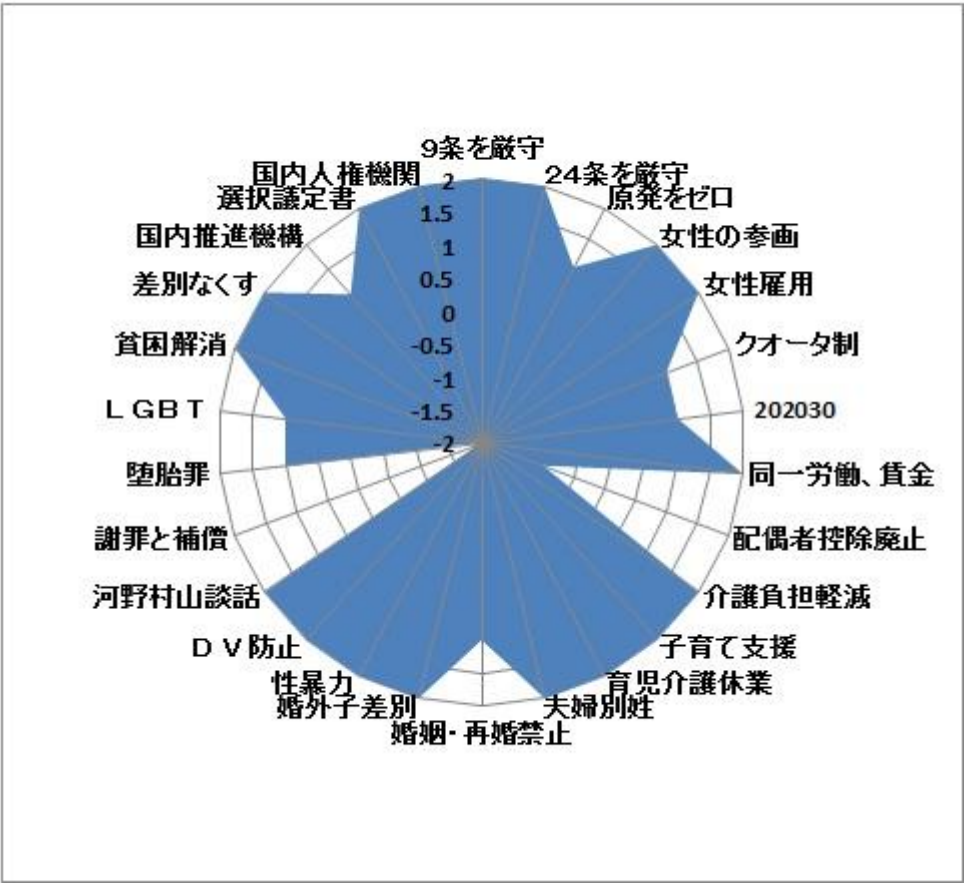 9条を厳守
24条を厳守
原発をゼロ
女性の参画
女性雇用
クオータ制
202030
同一労働、賃金
配偶者控除廃止
介護負担軽減
子育て支援
育児介護休業
夫婦別姓
婚姻・再婚禁止
婚外子差別
性暴力
ＤＶ防止
河野村山談話
謝罪と補償
堕胎罪
ＬＧＢＴ
貧困解消
差別なくす
国内推進機構
選択議定書
国内人権機関
2
1.5
1
0.5
0
-0.5
-1
-1.5
-2